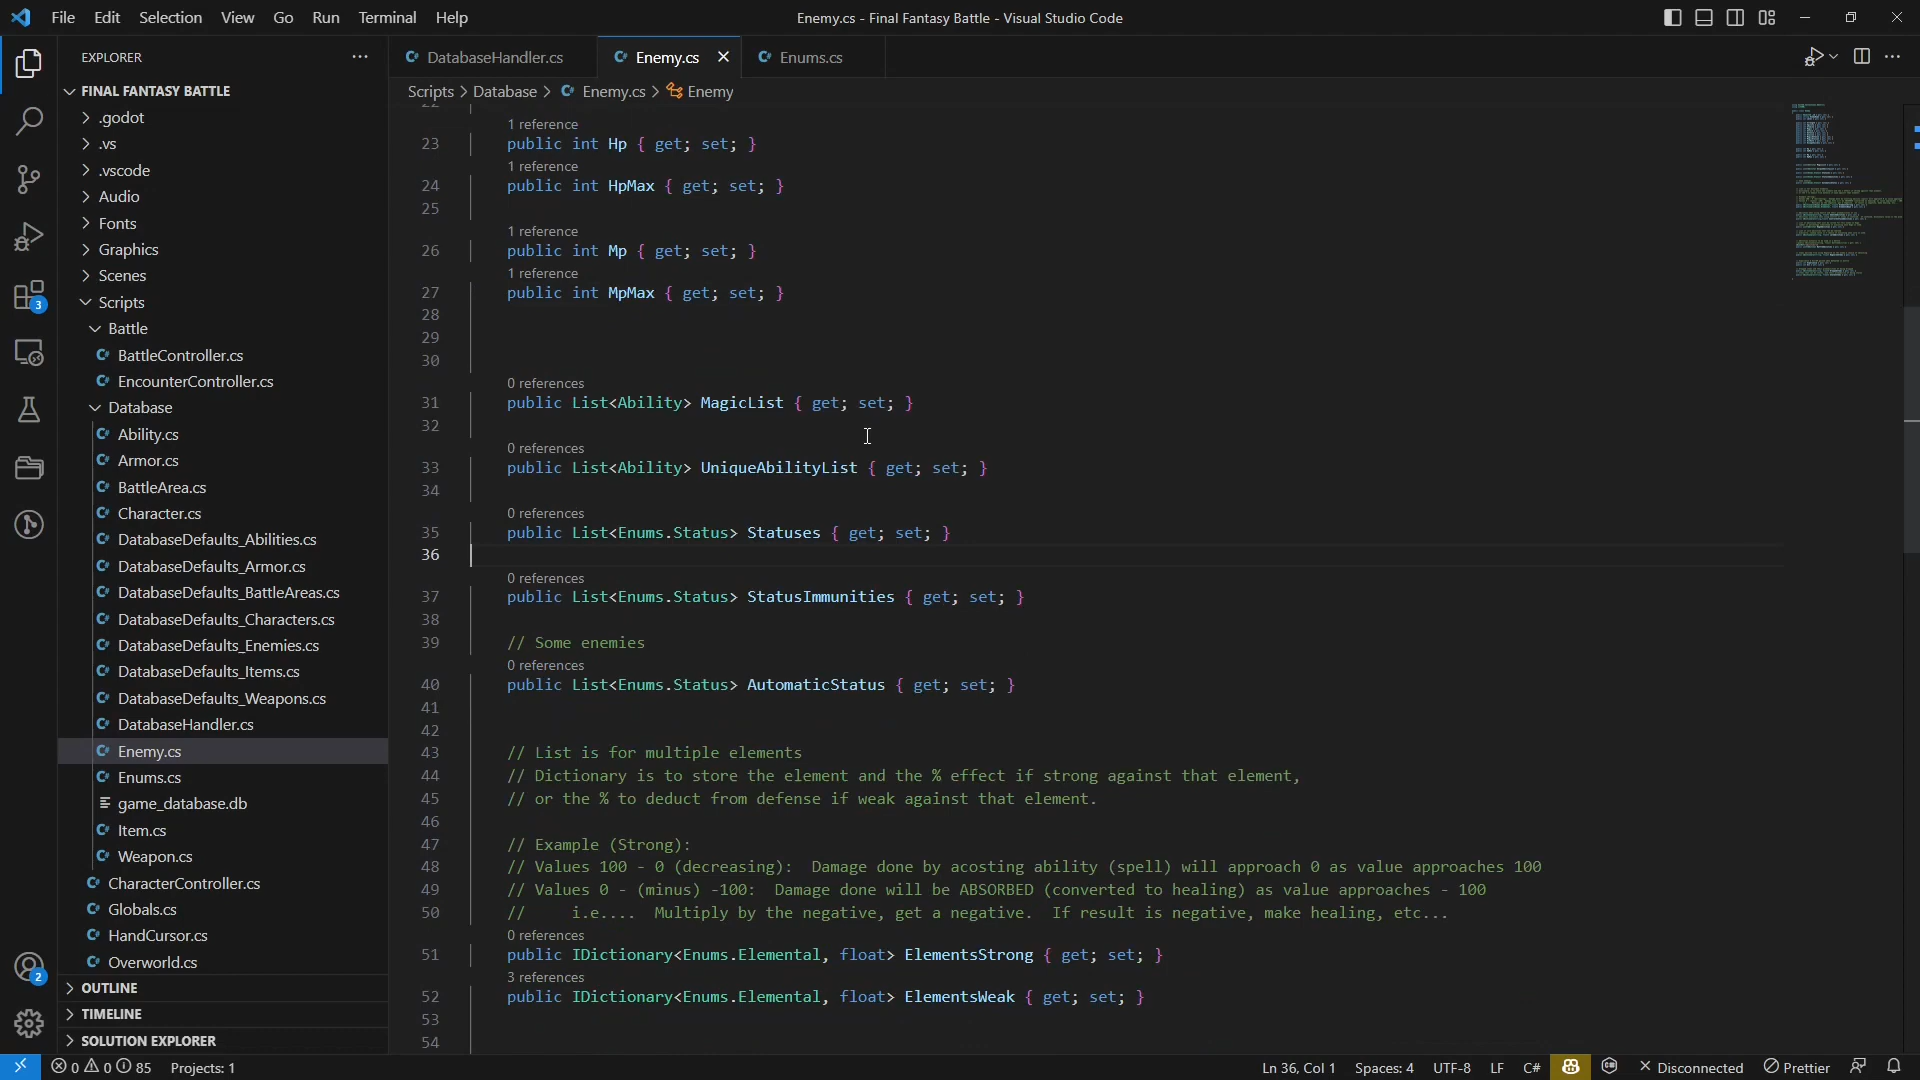 File Edit Selection View Go Run Terminal Help
Enemy.cs - Final Fantasy Battle - Visual Studio Code
EXPLORER
FINAL FANTASY BATTLE
.godot
.vs
.vscode
Audio
Fonts
Graphics
Scenes
Scripts
Battle
BattleController.cs
EncounterController.cs
Database
Ability.cs
Armor.cs
BattleArea.cs
Character.cs
DatabaseDefaults_Abilities.cs
DatabaseDefaults_Armor.cs
DatabaseDefaults_BattleAreas.cs
DatabaseDefaults_Characters.cs
DatabaseDefaults_Enemies.cs
DatabaseDefaults_Items.cs
DatabaseDefaults_Weapons.cs
DatabaseHandler.cs
Enemy.cs
Enums.cs
game_database.db
Item.cs
Weapon.cs
CharacterController.cs
Globals.cs
HandCursor.cs
Overworld.cs
OUTLINE
TIMELINE
SOLUTION EXPLORER
3
2
DatabaseHandler.cs Enemy.cs Enums.cs
Scripts > Database > Enemy.cs > Enemy
1 reference
23 public int Hp { get; set; }
1 reference
24 public int HpMax { get; set; }
25
1 reference
26 public int Mp { get; set; }
1 reference
27 public int MpMax { get; set; }
28
29
30
0 references
31 public List<Ability> MagicList { get; set; }
32
0 references
33 public List<Ability> UniqueAbilityList { get; set; }
34
0 references
35 public List<Enums.Status> Statuses { get; set; }
36
0 references
37 public List<Enums.Status> StatusImmunities { get; set; }
38
39 // Some enemies
0 references
40 public List<Enums.Status> AutomaticStatus { get; set; }
41
42
43 // List is for multiple elements
44 // Dictionary is to store the element and the % effect if strong against that element,
45 // or the % to deduct from defense if weak against that element.
46
47 // Example (Strong):
48 // Values 100 - 0 (decreasing):  Damage done by acosting ability (spell) will approach 0 as value approaches 100
49 // Values 0 - (minus) -100:  Damage done will be ABSORBED (converted to healing) as value approaches - 100
50 //     i.e....  Multiply by the negative, get a negative.  If result is negative, make healing, etc...
0 references
51 public IDictionary<Enums.Elemental, float> ElementsStrong { get; set; }
3 references
52 public IDictionary<Enums.Elemental, float> ElementsWeak { get; set; }
53
54
0 0 85 Projects: 1
Ln 36, Col 1 Spaces: 4 UTF-8 LF C# Disconnected Prettier